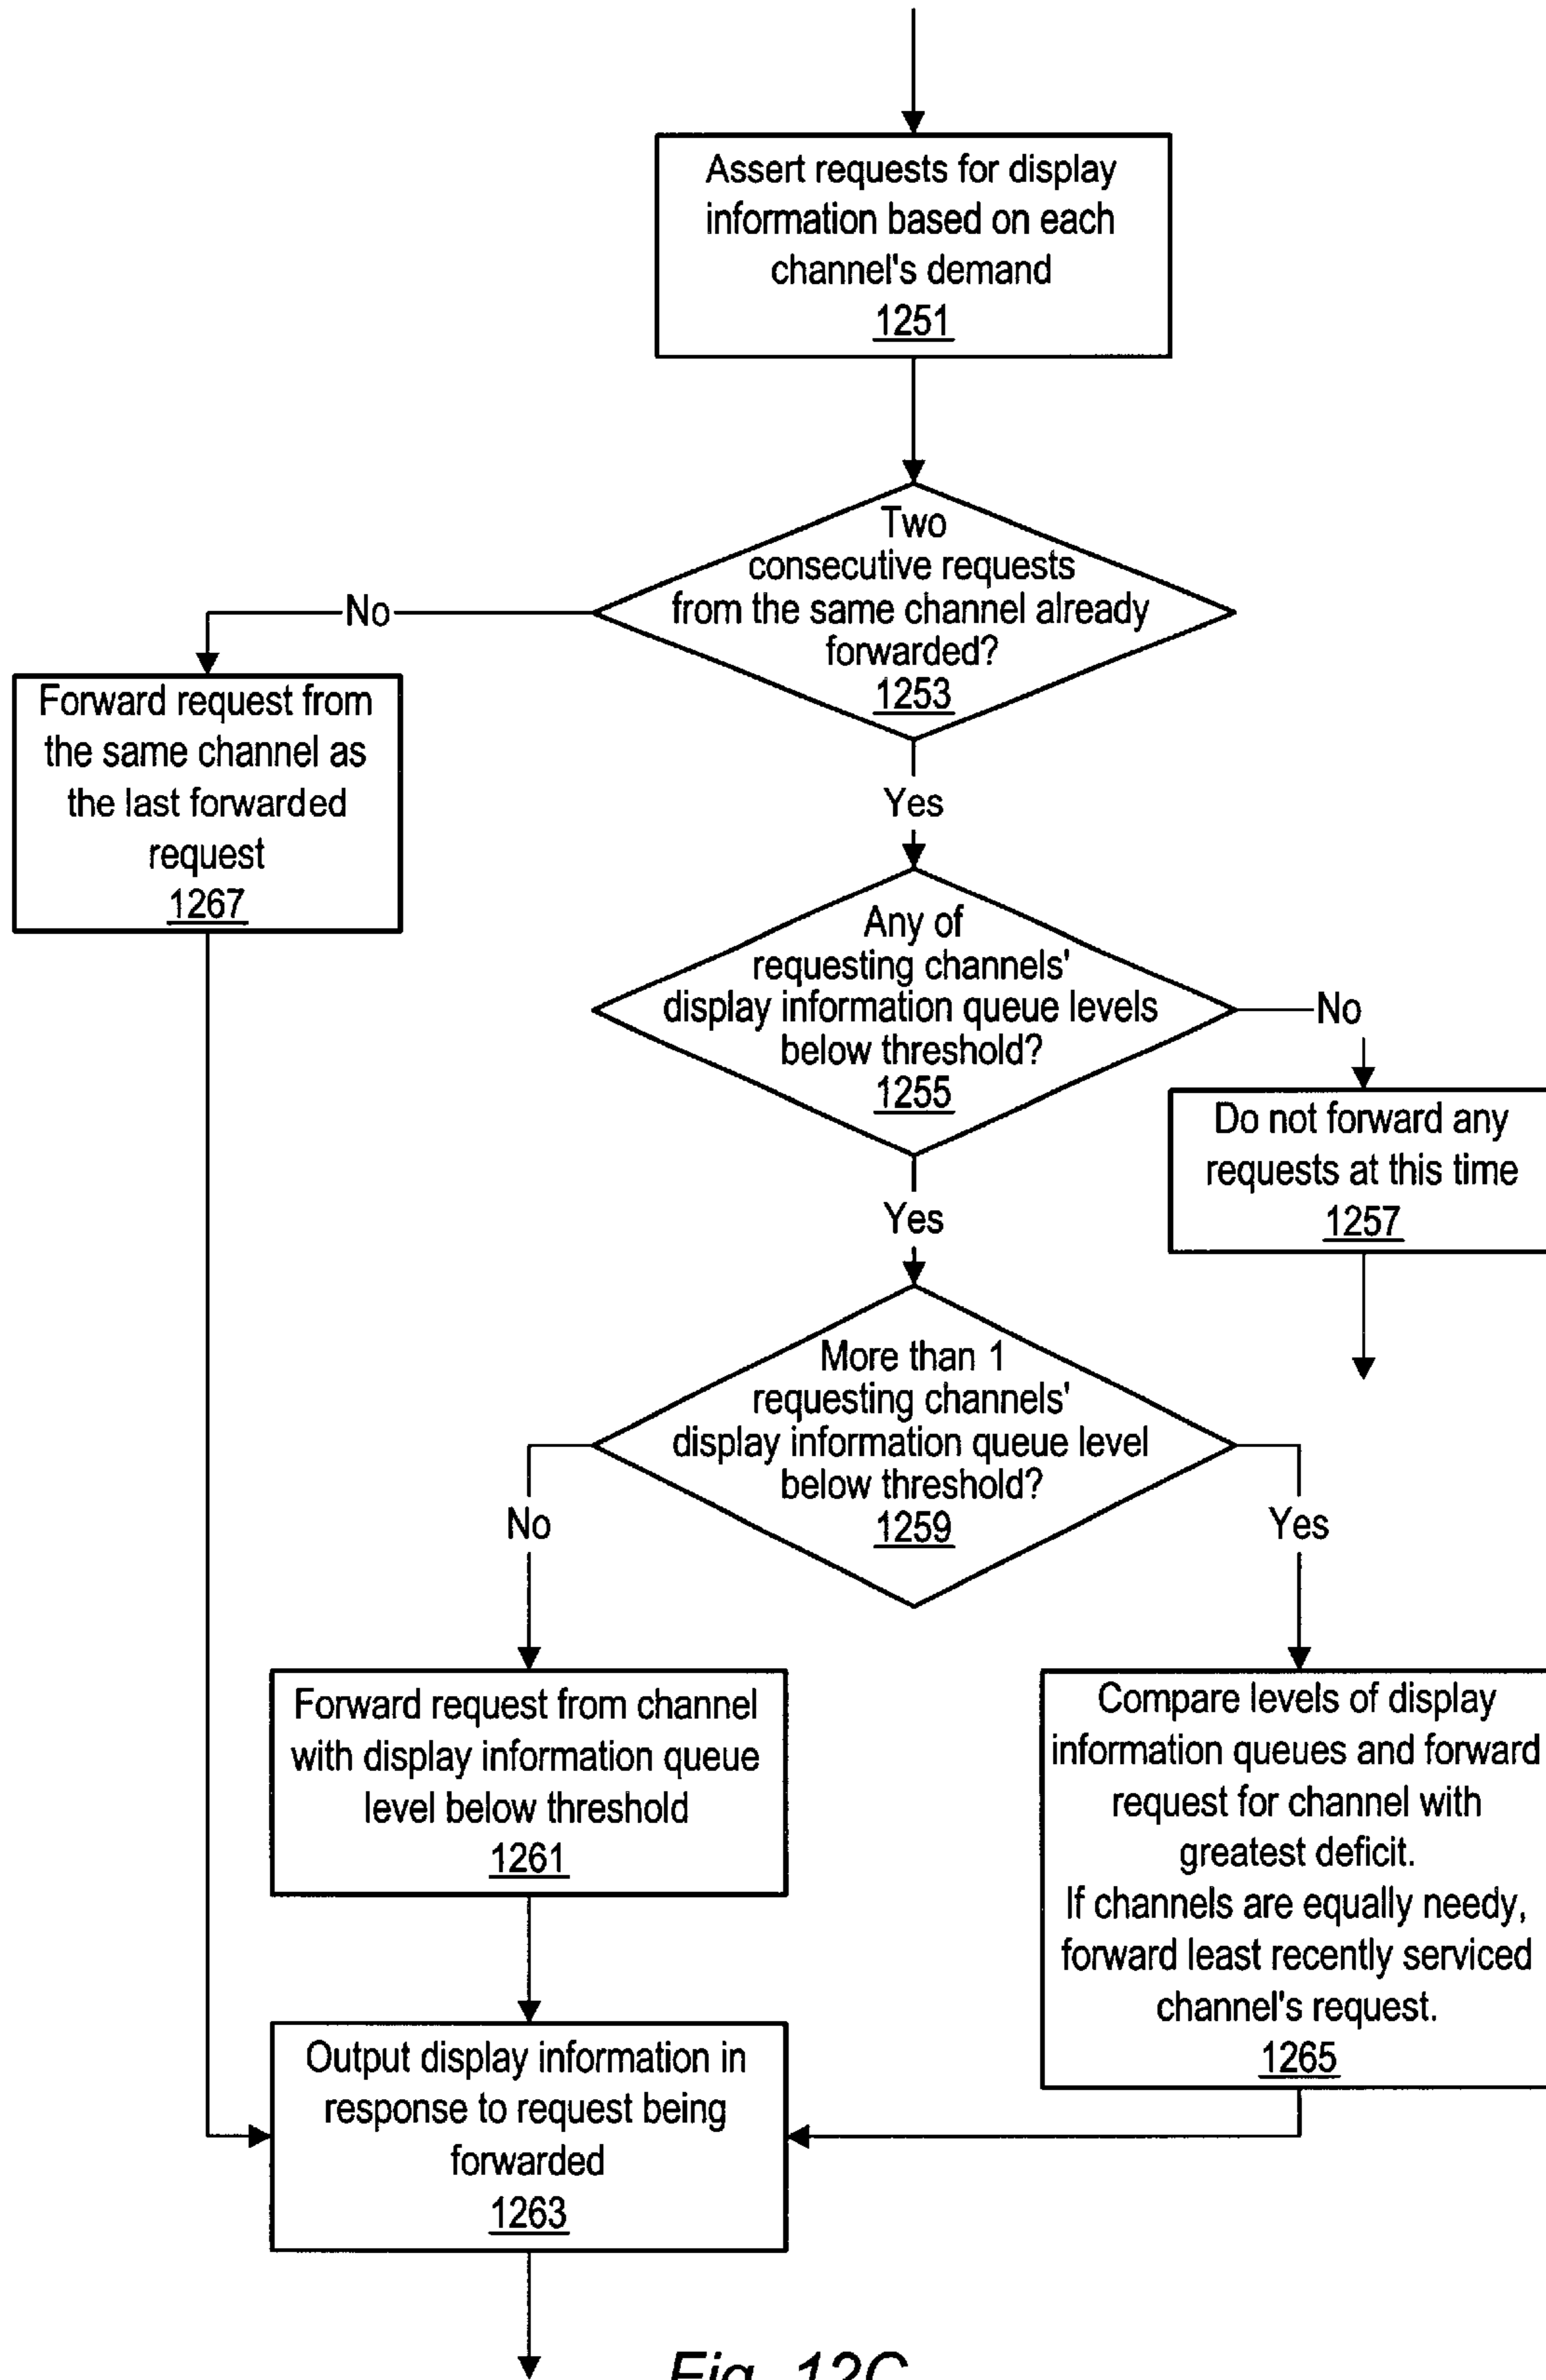 Assert requests for display
information based on each
channel's demand
1251
Two
consecutive requests
from the same channel already
forwarded?
1253
No
Forward request from
the same channel as
the last forwarded
request
1267
Yes
Any of
requesting channels'
display information queue levels
below threshold?
1255
No
Do not forward any
requests at this time
1257
Yes
More than 1
requesting channels'
display information queue level
below threshold?
1259
No
Yes
Forward request from channel
with display information queue
level below threshold
1261
Compare levels of display
information queues and forward
request for channel with
greatest deficit.
If channels are equally needy,
forward least recently serviced
channel's request.
1265
Output display information in
response to request being
forwarded
1263
Fig. 12C